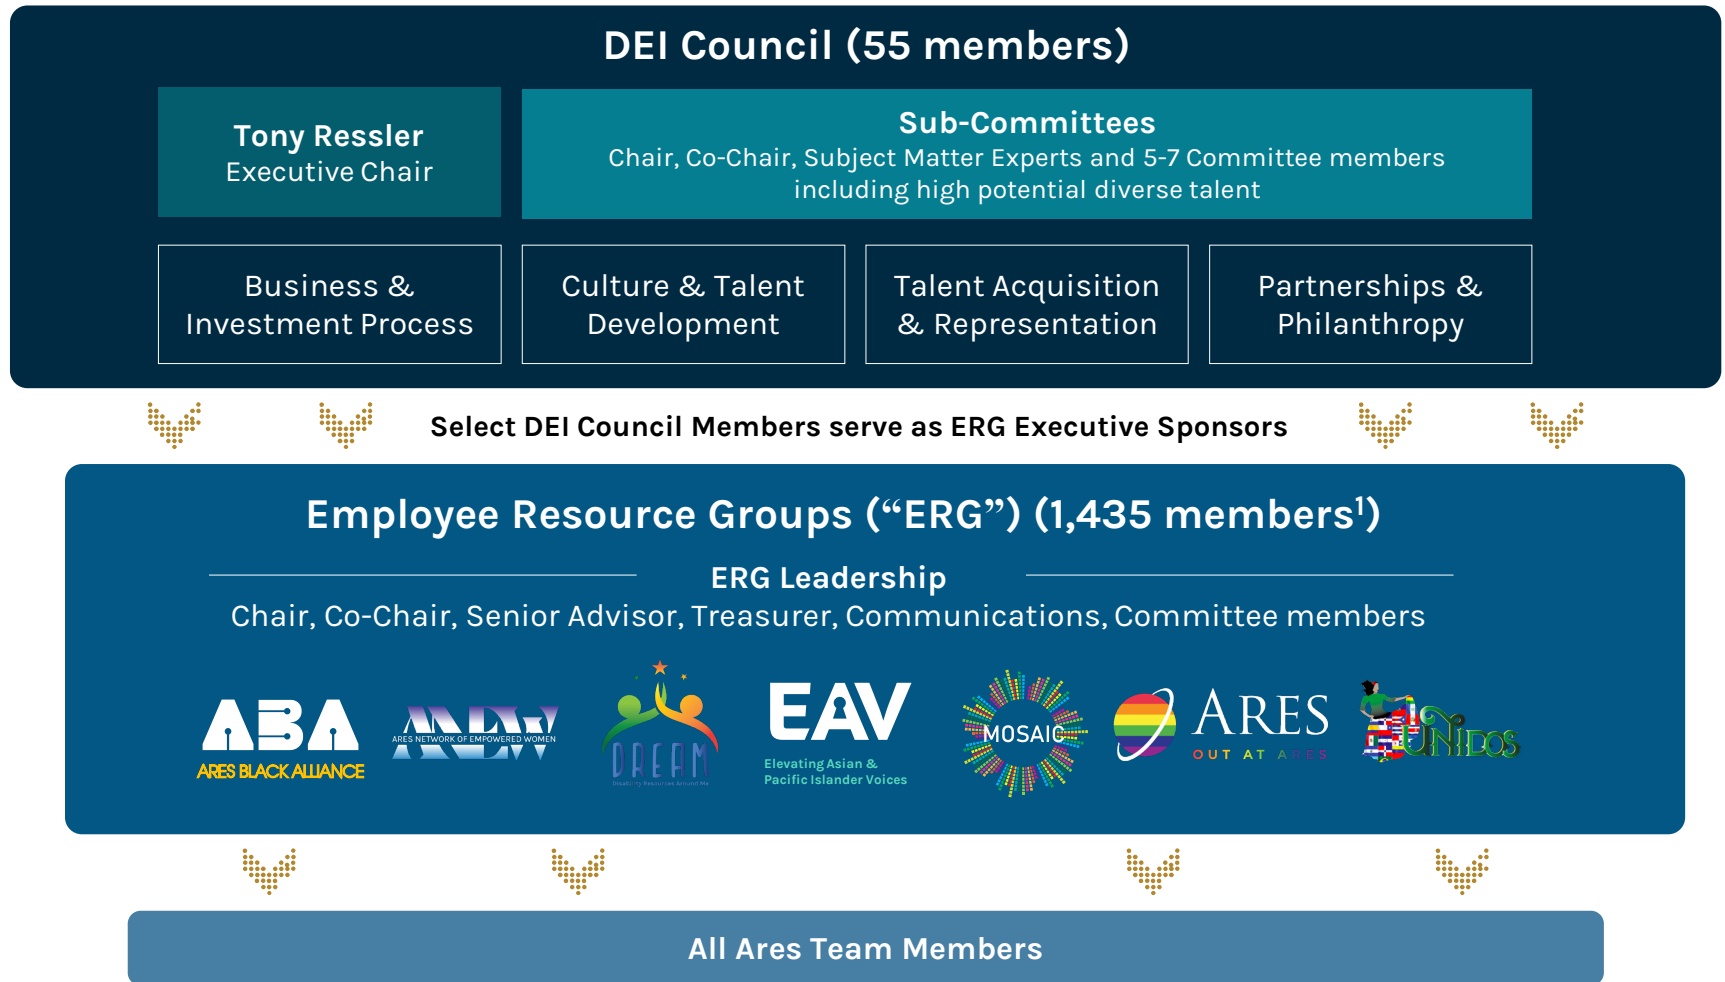 DEI Council (55 members)
Tony Ressler
Executive Chair
Sub-Committees
Chair, Co-Chair, Subject Matter Experts and 5-7 Committee members
including high potential diverse talent
Business &
Investment Process
Culture & Talent
Development
Talent Acquisition
& Representation
Partnerships &
Philanthropy
Select DEI Council Members serve as ERG Executive Sponsors
Employee Resource Groups (“ERG”) (1,435 members¹)
ERG Leadership
Chair, Co-Chair, Senior Advisor, Treasurer, Communications, Committee members
ABA
ARES BLACK ALLIANCE
ANEW
ARES NETWORK OF EMPOWERED WOMEN
DREAM
Disability Resources Around Me
EAV
Elevating Asian &
Pacific Islander Voices
MOSAIC
ARES
OUT AT ARES
UNIDOS
All Ares Team Members